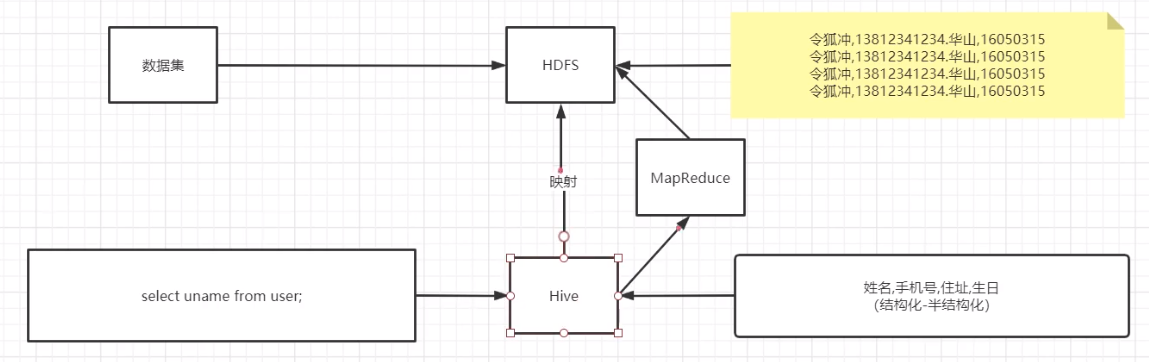 数据集
HDFS
令狐冲,13812341234.华山,16050315
令狐冲,13812341234.华山,16050315
令狐冲,13812341234.华山,16050315
令狐冲,13812341234.华山,16050315
MapReduce
映射
select uname from user;
Hive
姓名,手机号,住址,生日
(结构化-半结构化)